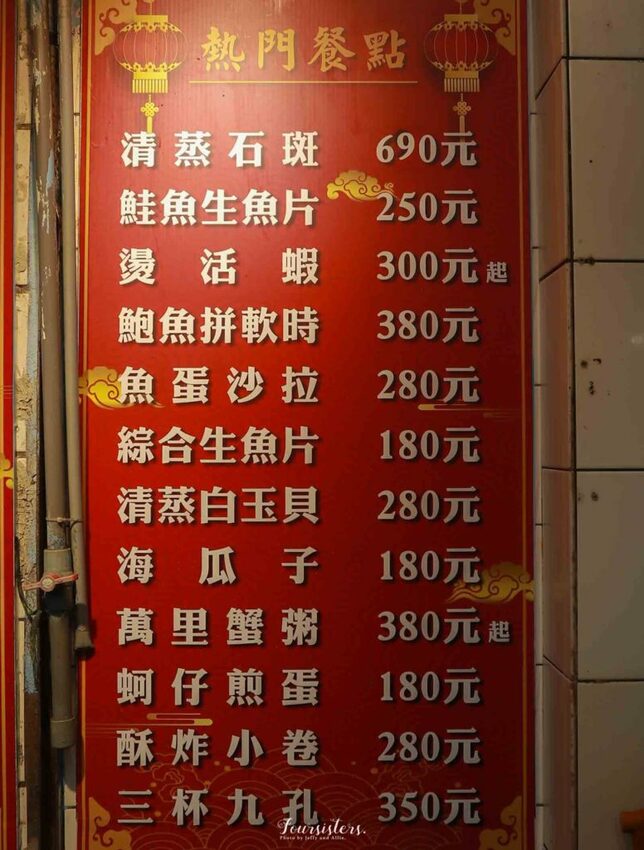 熱門餐點
清蒸石斑 690元
鮭魚生魚片 250元
燙活蝦 300元起
鮑魚拼軟時 380元
魚蛋沙拉 280元
綜合生魚片 180元
清蒸白玉貝 280元
海瓜子 180元
萬里蟹粥 380元起
蚵仔煎蛋 180元
酥炸小卷 280元
三杯九孔 350元
Foursisters.
Photo by Jeffy and Allie.